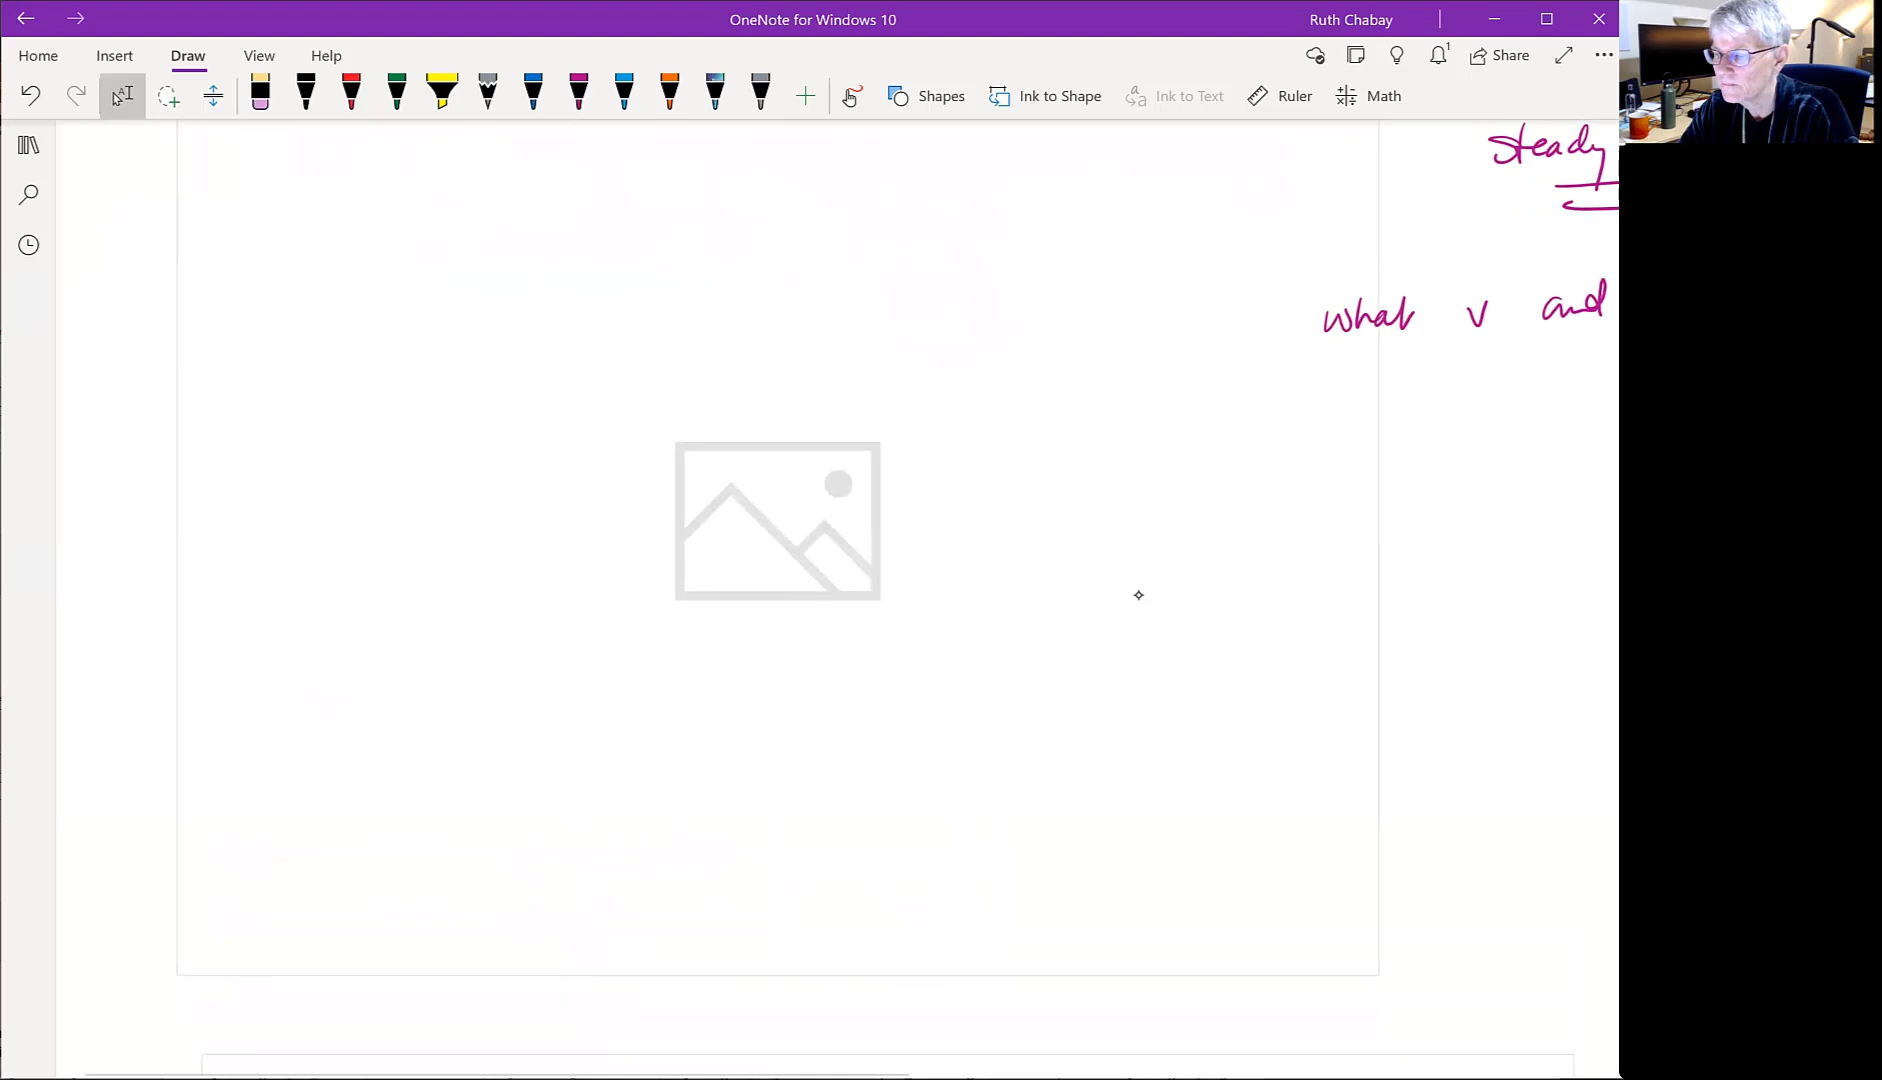 OneNote for Windows 10
Ruth Chabay
Home Insert Draw View Help
1 Share
Shapes Ink to Shape Ink to Text Ruler Math
steady
what v and